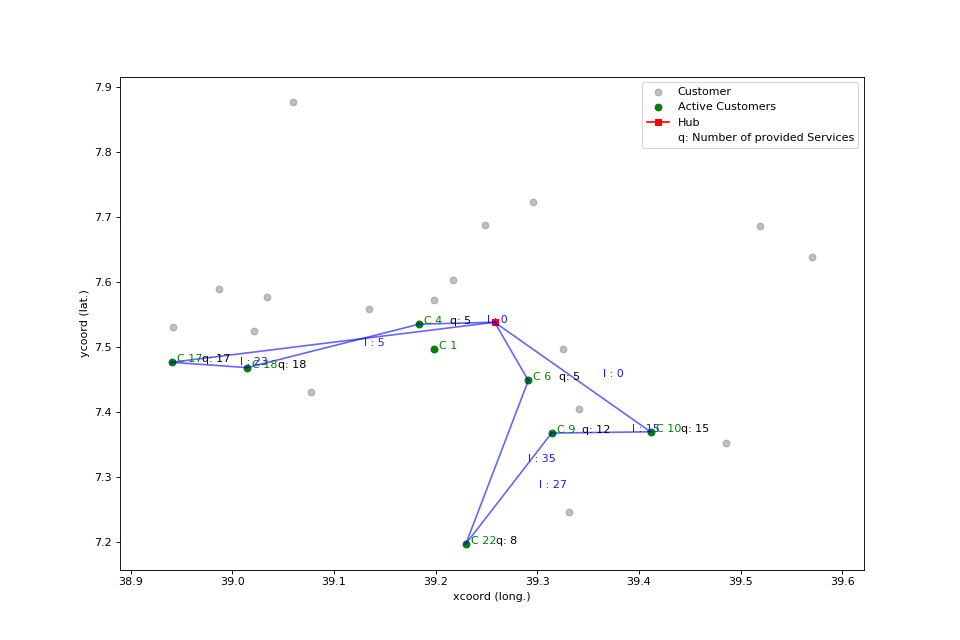 Customer
Active Customers
Hub
q: Number of provided Services
7.9
7.8
7.7
7.6
7.5
7.4
7.3
7.2
ycoord (lat.)
C 4 q: 5
l : 0
l : 5
C 1
C 17 q: 17
l : 23
C 18 q: 18
C 6 q: 5
l : 0
C 9 q: 12
l : 15
C 10 q: 15
l : 35
l : 27
C 22 q: 8
38.9 39.0 39.1 39.2 39.3 39.4 39.5 39.6
xcoord (long.)